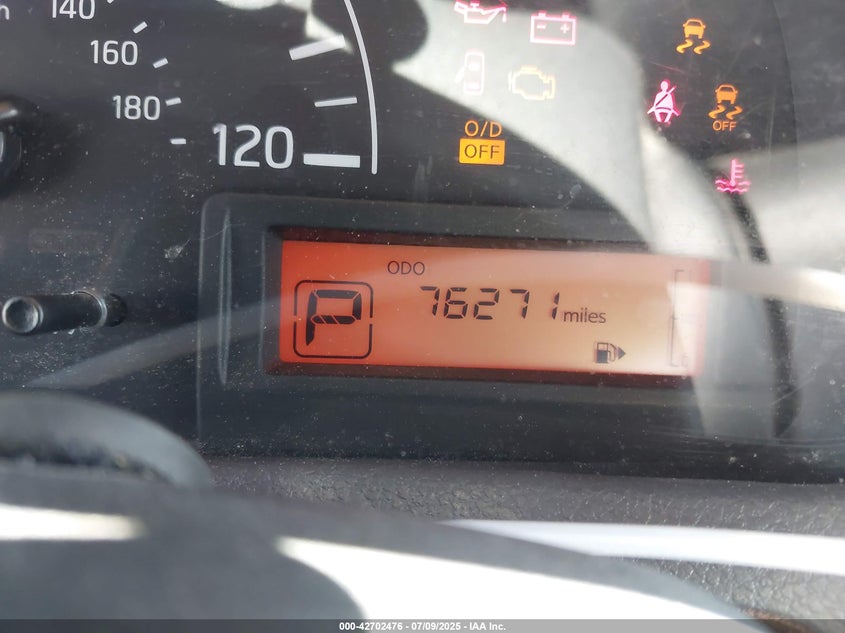 140
160
180
120
O/D
OFF
OFF
ODO
P
76271 miles
000-42702476 - 07/09/2025 - IAA Inc.